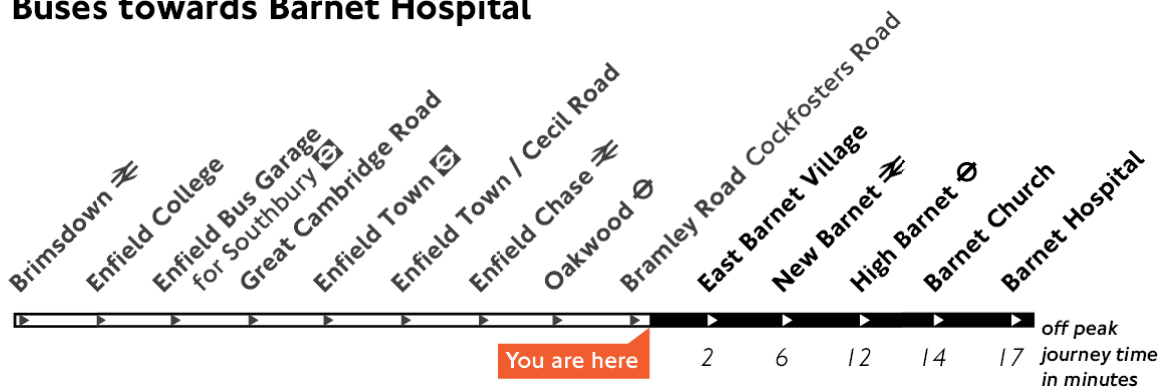 Buses towards Barnet Hospital
Brimsdown
Enfield College
Enfield Bus Garage
for Southbury
Great Cambridge Road
Enfield Town
Enfield Town / Cecil Road
Enfield Chase
Oakwood
Bramley Road Cockfosters Road
East Barnet Village
New Barnet
High Barnet
Barnet Church
Barnet Hospital
You are here
2 6 12 14 17
off peak
journey time
in minutes